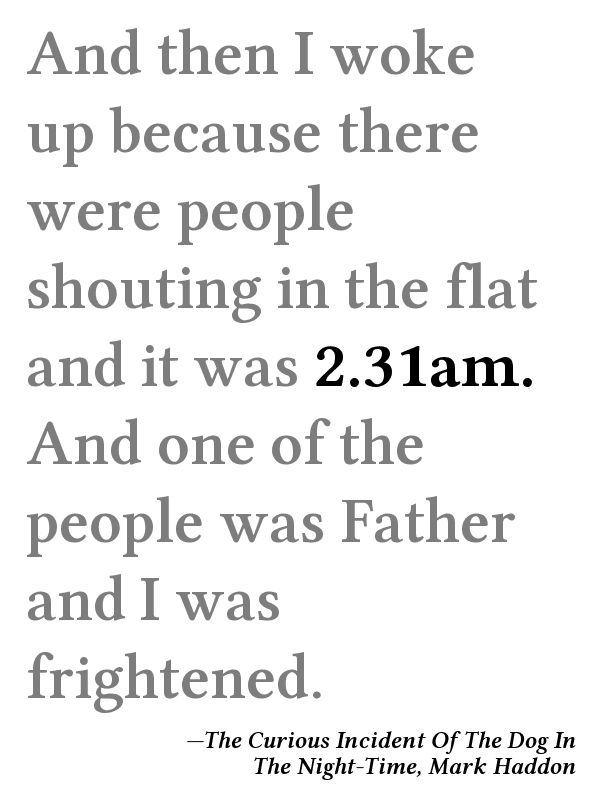 And then I woke
up because there
were people
shouting in the flat
and it was 2.31am.
And one of the
people was Father
and I was
frightened.
—The Curious Incident Of The Dog In
The Night-Time, Mark Haddon